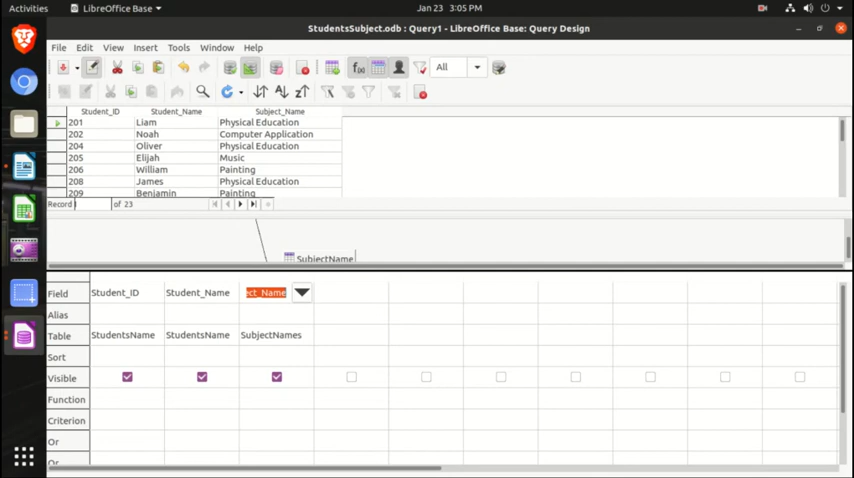 Activities LibreOffice Base Jan 23 3:05 PM
StudentsSubject.odb : Query1 - LibreOffice Base: Query Design
File Edit View Insert Tools Window Help
f(x) All
Student_ID Student_Name Subject_Name
201 Liam Physical Education
202 Noah Computer Application
204 Oliver Physical Education
205 Elijah Music
206 William Painting
208 James Physical Education
209 Benjamin Painting
Record of 23
SubjectName
Field Student_ID Student_Name ect_Name
Alias
Table StudentsName StudentsName SubjectNames
Sort
Visible
Function
Criterion
Or
Or